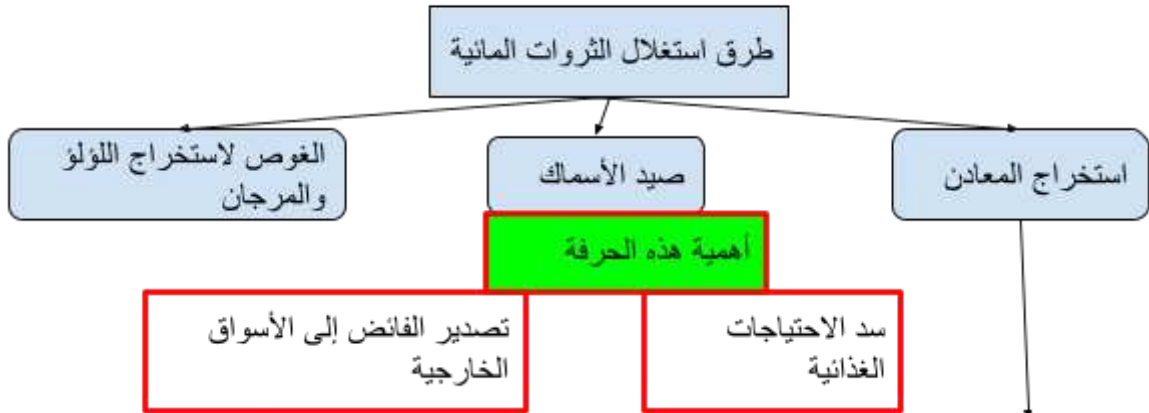 طرق استغلال الثروات المائية
استخراج المعادن
صيد الأسماك
الغوص لاستخراج اللؤلؤ
والمرجان
أهمية هذه الحرفة
سد الاحتياجات
الغذائية
تصدير الفائض إلى الأسواق
الخارجية